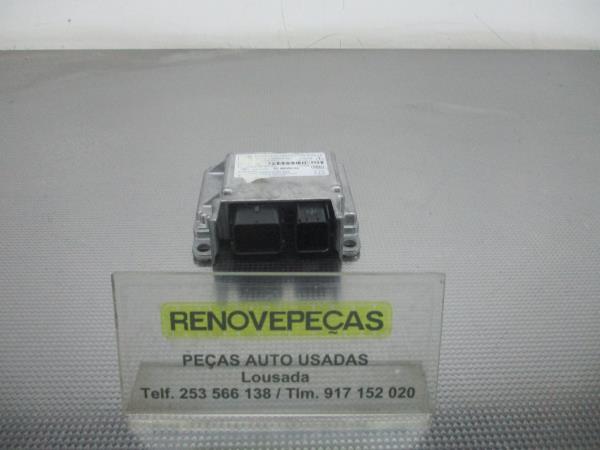 RENOVEPEÇAS
PEÇAS AUTO USADAS
Lousada
Telf. 253 566 138 / Tlm. 917 152 020